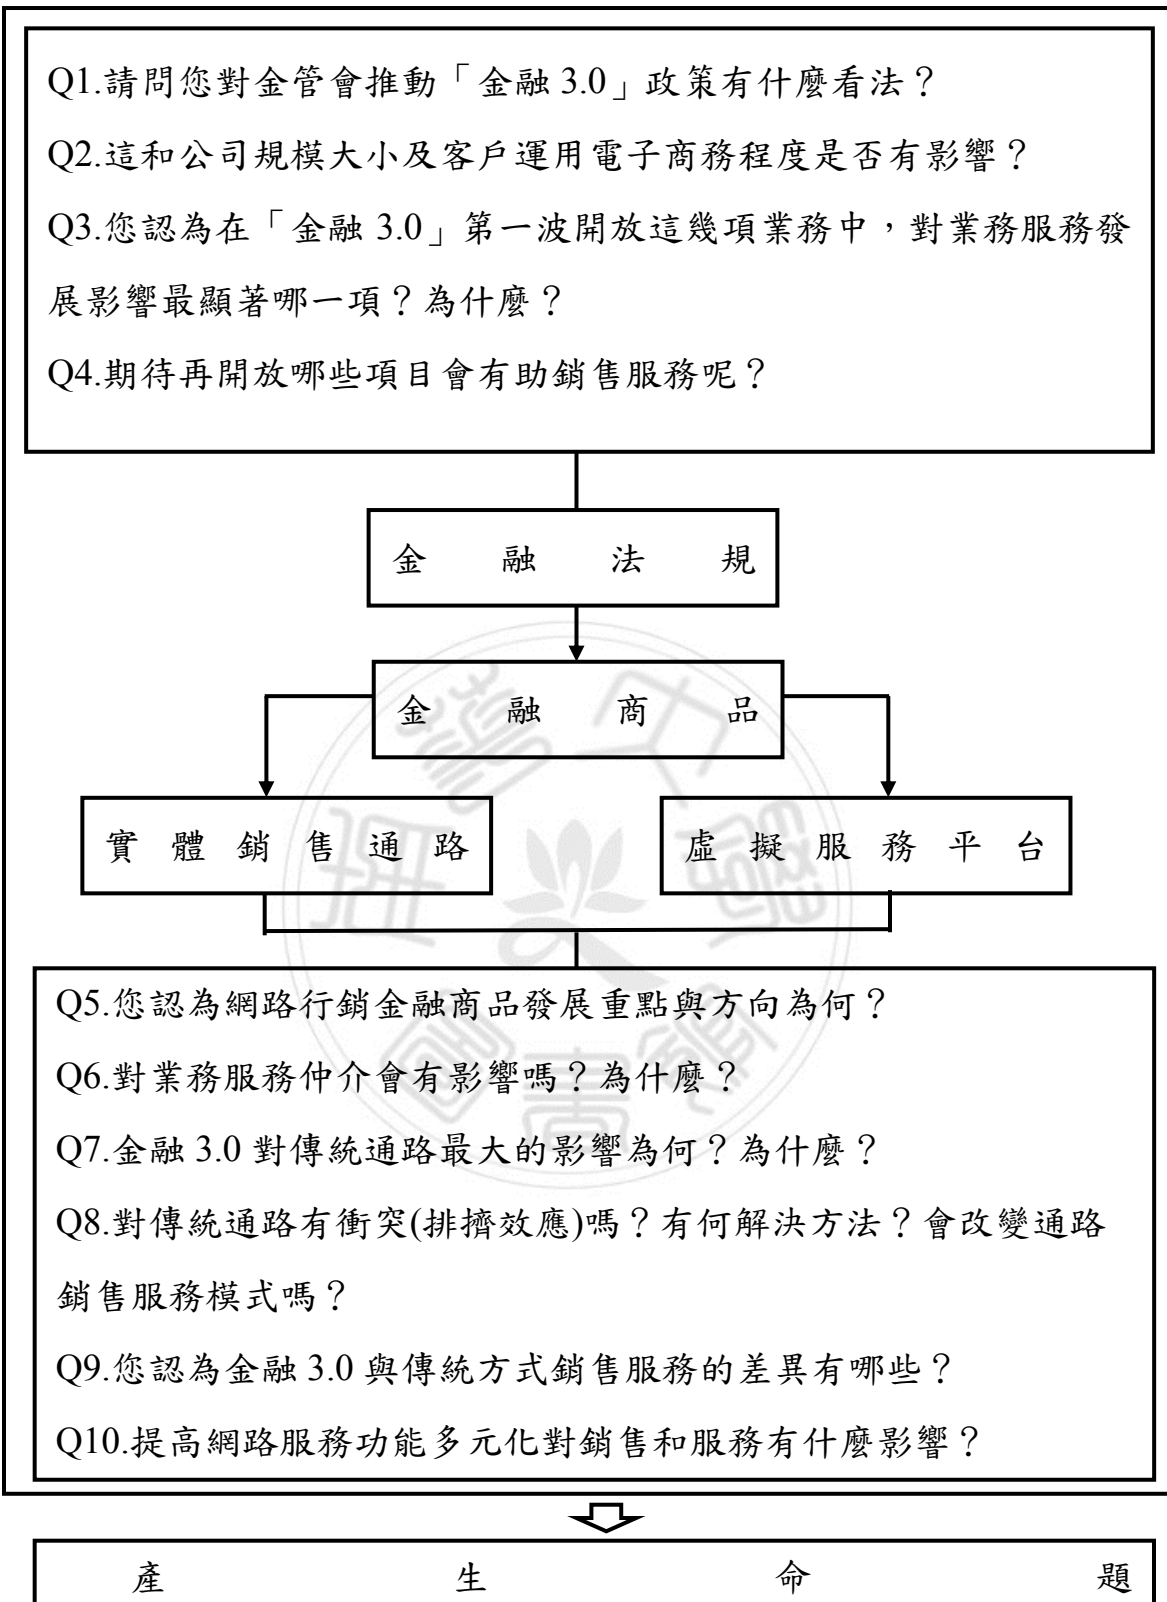 Q1.請問您對金管會推動「金融 3.0」政策有什麼看法？
Q2.這和公司規模大小及客戶運用電子商務程度是否有影響？
Q3.您認為在「金融 3.0」第一波開放這幾項業務中，對業務服務發
展影響最顯著哪一項？為什麼？
Q4.期待再開放哪些項目會有助銷售服務呢？
金融法規
金融商品
實體銷售通路
虛擬服務平台
Q5.您認為網路行銷金融商品發展重點與方向為何？
Q6.對業務服務仲介會有影響嗎？為什麼？
Q7.金融 3.0 對傳統通路最大的影響為何？為什麼？
Q8.對傳統通路有衝突(排擠效應)嗎？有何解決方法？會改變通路
銷售服務模式嗎？
Q9.您認為金融 3.0 與傳統方式銷售服務的差異有哪些？
Q10.提高網路服務功能多元化對銷售和服務有什麼影響？
產生命題